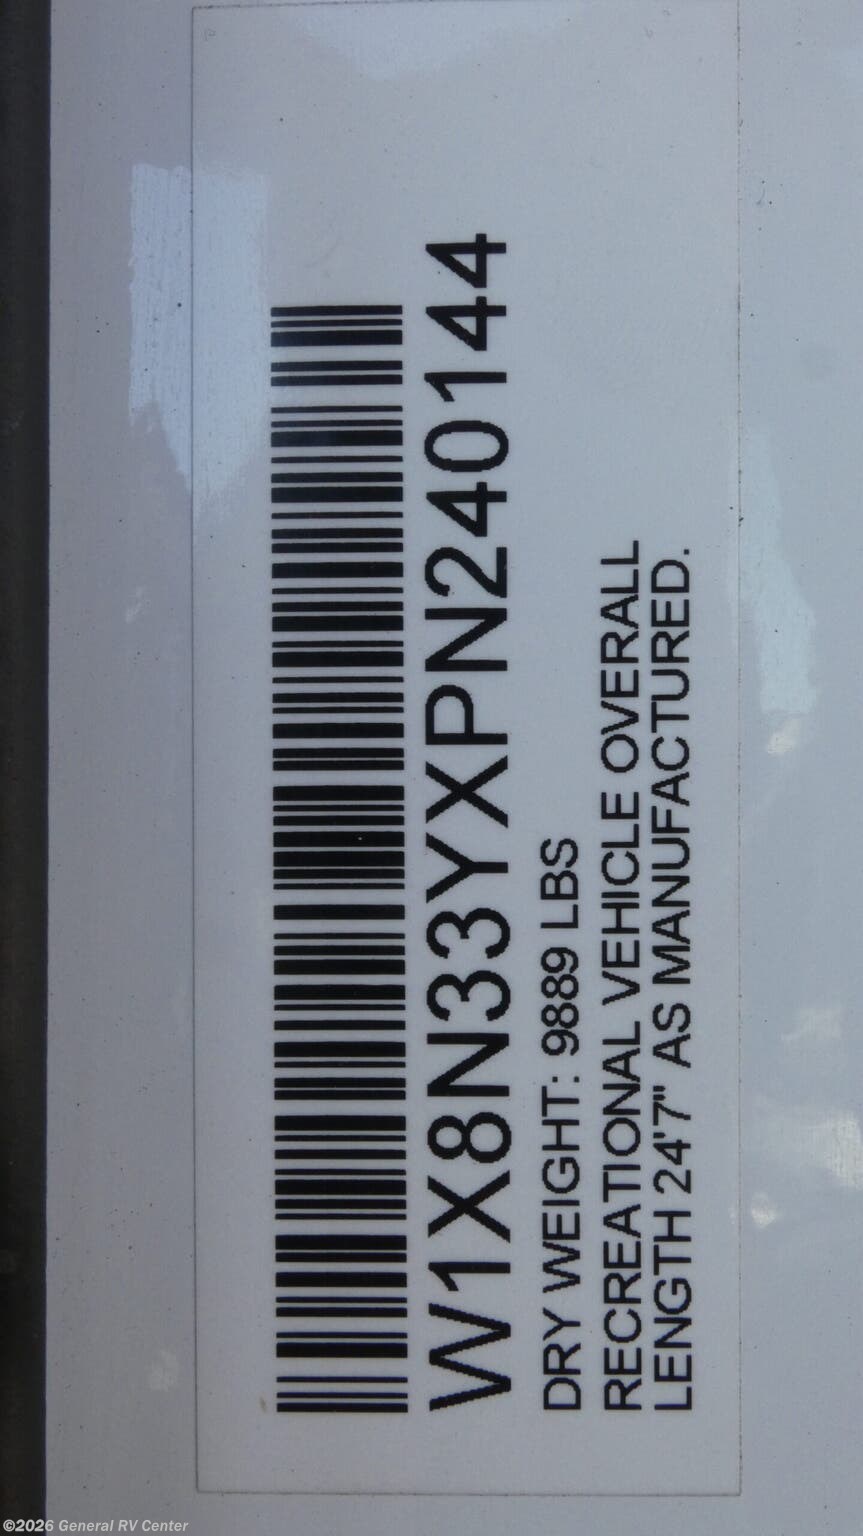 W1X8N33YXPN240144
DRY WEIGHT: 9889 LBS
RECREATIONAL VEHICLE OVERALL
LENGTH 24'7" AS MANUFACTURED.
©2026 General RV Center